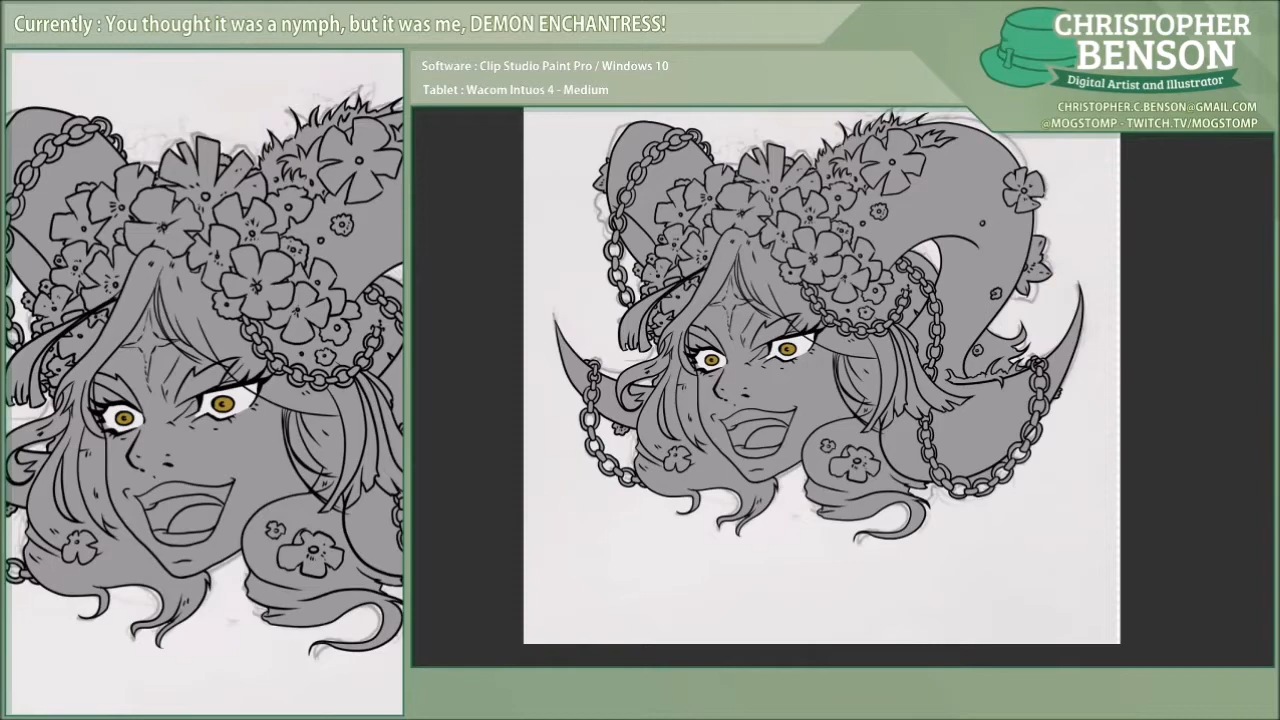 Currently : You thought it was a nymph, but it was me, DEMON ENCHANTRESS!
Software : Clip Studio Paint Pro / Windows 10
Tablet : Wacom Intuos 4 - Medium
CHRISTOPHER
BENSON
Digital Artist and Illustrator
CHRISTOPHER.C.BENSON@GMAIL.COM
@MOGSTOMP - TWITCH.TV/MOGSTOMP